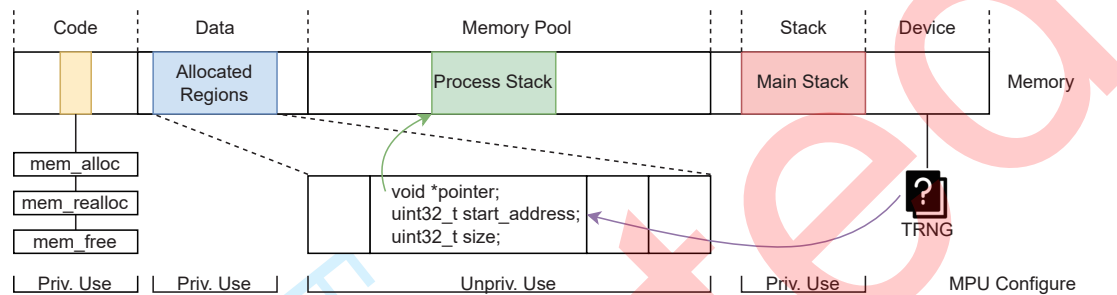 Code
Data
Memory Pool
Stack
Device
Allocated
Regions
Process Stack
Main Stack
Memory
mem_alloc
mem_realloc
mem_free
void *pointer;
uint32_t start_address;
uint32_t size;
?
TRNG
Priv. Use
Priv. Use
Unpriv. Use
Priv. Use
MPU Configure